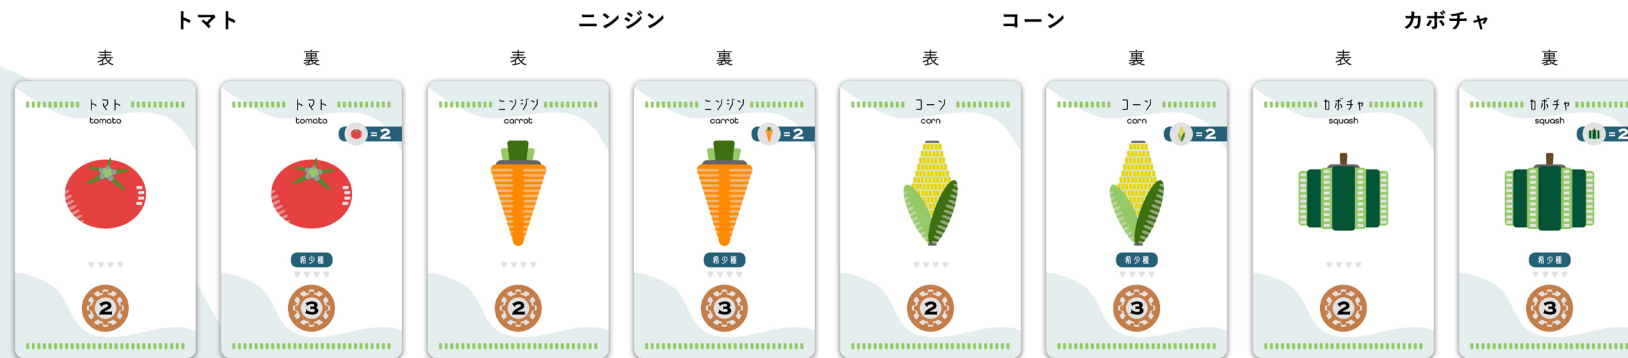 トマト
ニンジン
コーン
カボチャ
表
裏
表
裏
表
裏
表
裏
トマト
tomato
2
トマト
tomato
=2
希少種
3
ニンジン
carrot
2
ニンジン
carrot
=2
希少種
3
コーン
corn
2
コーン
corn
=2
希少種
3
カボチャ
squash
2
カボチャ
squash
=2
希少種
3